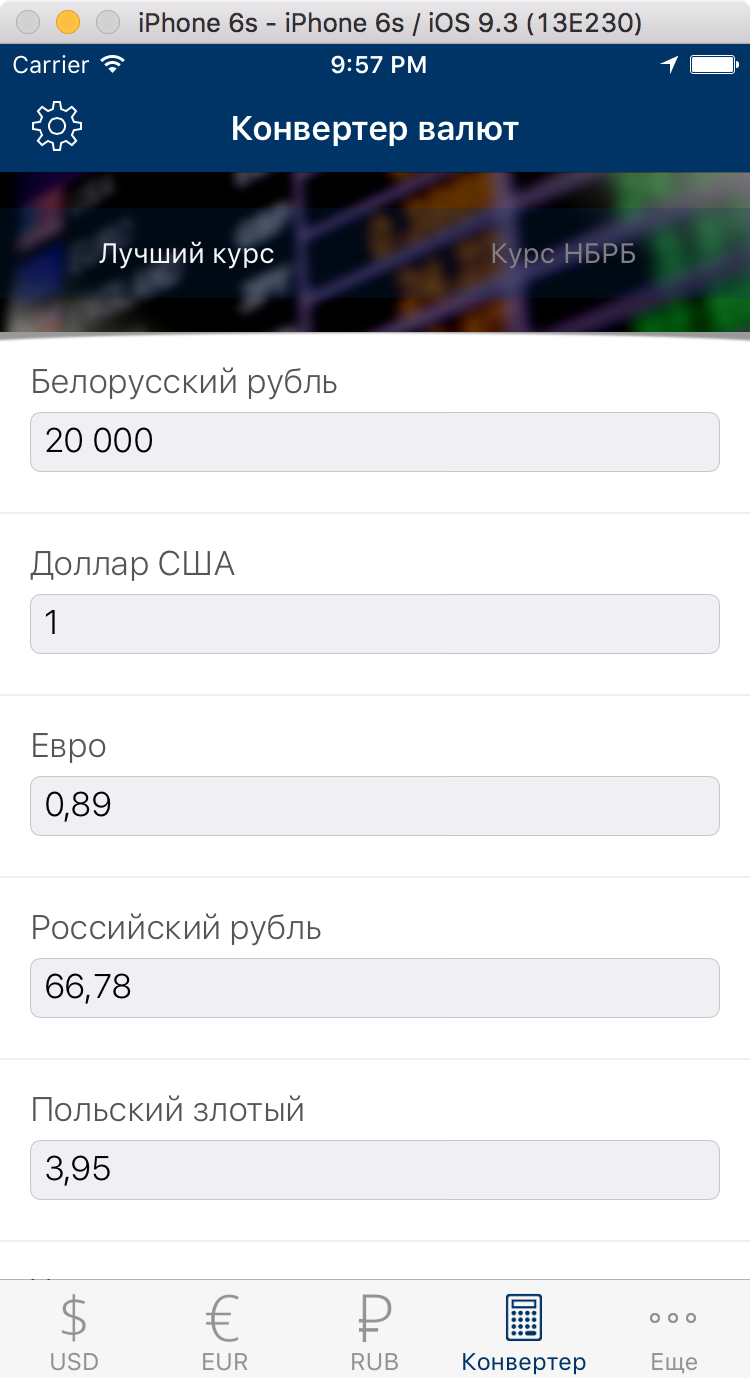 iPhone 6s - iPhone 6s / iOS 9.3 (13E230)
Carrier 9:57 PM
Конвертер валют
Лучший курс Курс НБРБ
Белорусский рубль
20 000
Доллар США
1
Евро
0,89
Российский рубль
66,78
Польский злотый
3,95
$ € ₽
USD EUR RUB Конвертер Еще